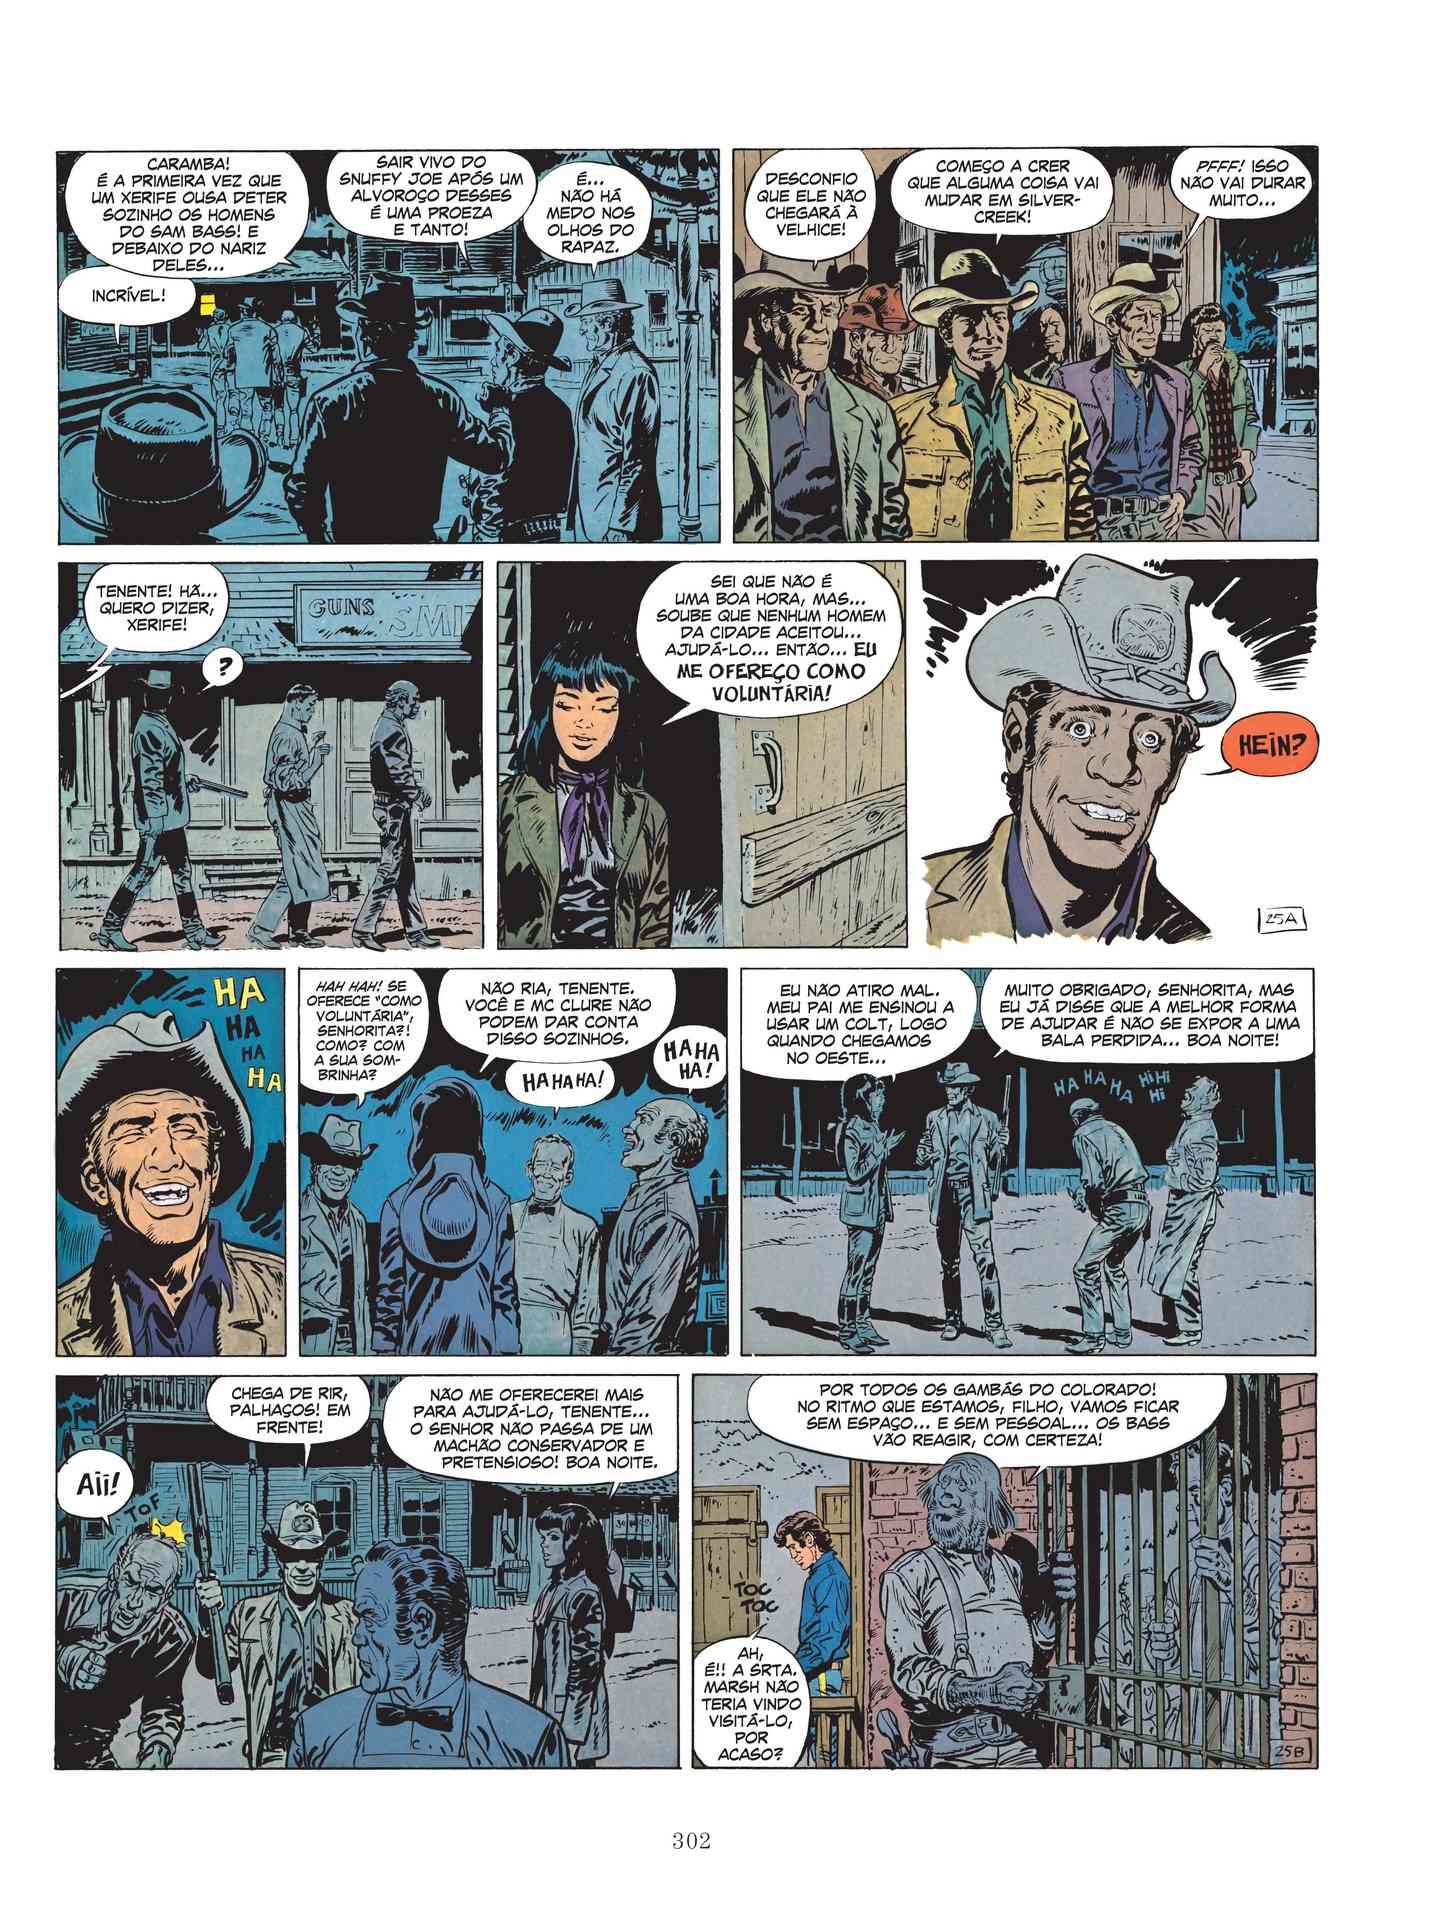 CARAMBA!
É A PRIMEIRA VEZ QUE
UM XERIFE OUSA DETER
SOZINHO OS HOMENS
DO SAM BASS! E
DEBAIXO DO NARIZ
DELES...
INCRÍVEL!
SAIR VIVO DO
SNUFFY JOE APÓS UM
ALVOROÇO DESSES
É UMA PROEZA
E TANTO!
É...
NÃO HÁ
MEDO NOS
OLHOS DO
RAPAZ.
DESCONFIO
QUE ELE NÃO
CHEGARÁ À
VELHICE!
COMEÇO A CRER
QUE ALGUMA COISA VAI
MUDAR EM SILVER-
CREEK!
PFFF! ISSO
NÃO VAI DURAR
MUITO...
TENENTE! HÃ...
QUERO DIZER,
XERIFE!
?
GUNS
SMI
SEI QUE NÃO É
UMA BOA HORA, MAS...
SOUBE QUE NENHUM HOMEM
DA CIDADE ACEITOU...
AJUDÁ-LO... ENTÃO... EU
ME OFEREÇO COMO
VOLUNTÁRIA!
HEIN?
25A
HA
HA
HA
HA
HAH HAH! SE
OFERECE "COMO
VOLUNTÁRIA",
SENHORITA?!
COMO? COM
A SUA SOM-
BRINHA?
NÃO RIA, TENENTE.
VOCÊ E MC CLURE NÃO
PODEM DAR CONTA
DISSO SOZINHOS.
HA HA HA!
HA HA
HA!
EU NÃO ATIRO MAL.
MEU PAI ME ENSINOU A
USAR UM COLT, LOGO
QUANDO CHEGAMOS
NO OESTE...
MUITO OBRIGADO, SENHORITA, MAS
EU JÁ DISSE QUE A MELHOR FORMA
DE AJUDAR É NÃO SE EXPOR A UMA
BALA PERDIDA... BOA NOITE!
HA HA HA
HA
HI HI
HI
AÏÏ!
TOF
CHEGA DE RIR,
PALHAÇOS! EM
FRENTE!
NÃO ME OFERECEREI MAIS
PARA AJUDÁ-LO, TENENTE...
O SENHOR NÃO PASSA DE UM
MACHÃO CONSERVADOR E
PRETENSIOSO! BOA NOITE.
POR TODOS OS GAMBÁS DO COLORADO!
NO RITMO QUE ESTAMOS, FILHO, VAMOS FICAR
SEM ESPAÇO... E SEM PESSOAL... OS BASS
VÃO REAGIR, COM CERTEZA!
TOC
TOC
AH,
É!! A SRTA.
MARSH NÃO
TERIA VINDO
VISITÁ-LO,
POR
ACASO?
25B
302